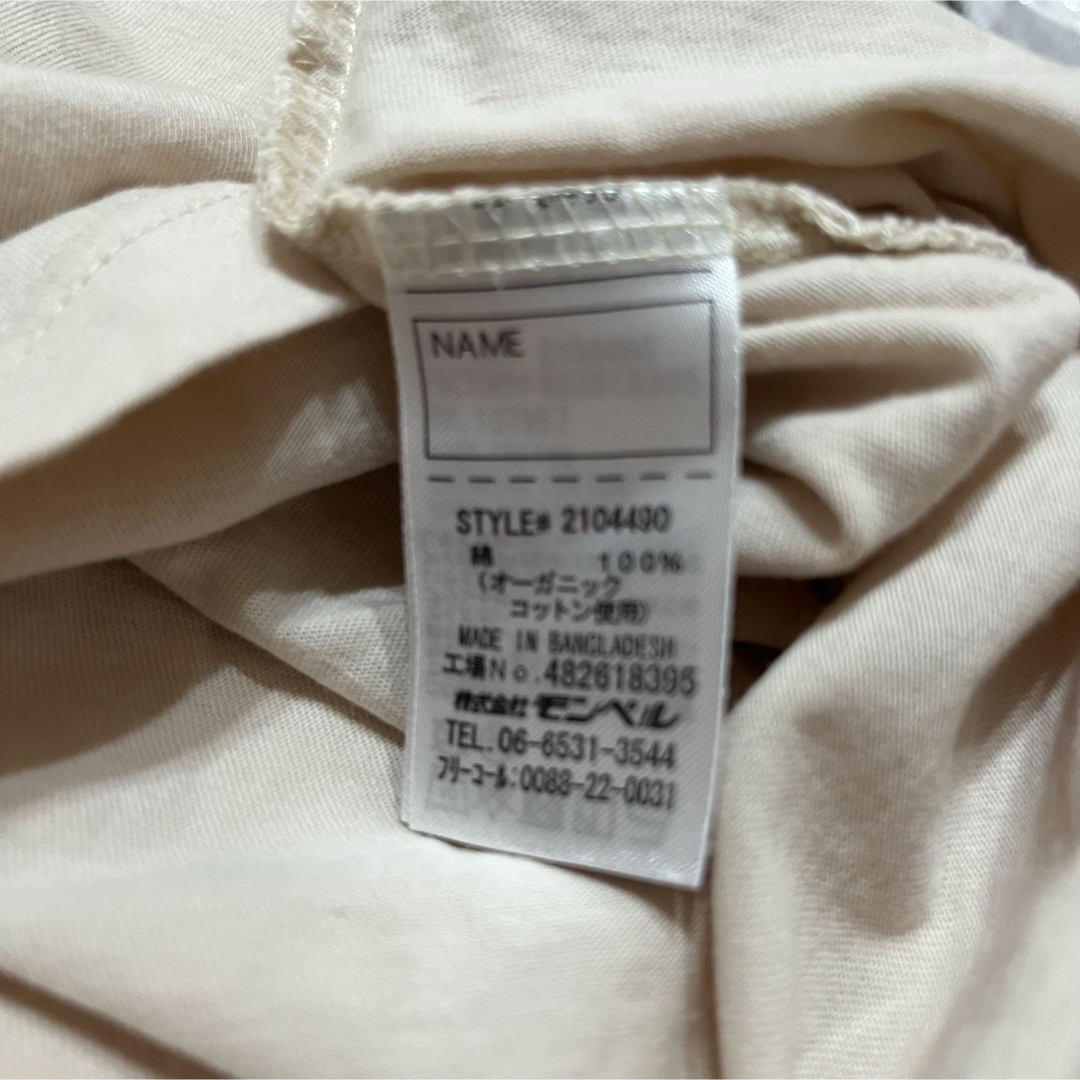 NAME
STYLE# 2104490
綿 100%
(オーガニック
コットン使用)
MADE IN BANGLADESH
工場No.482618395
株式会社 モンベル
TEL.06-6531-3544
フリーコール:0088-22-0031